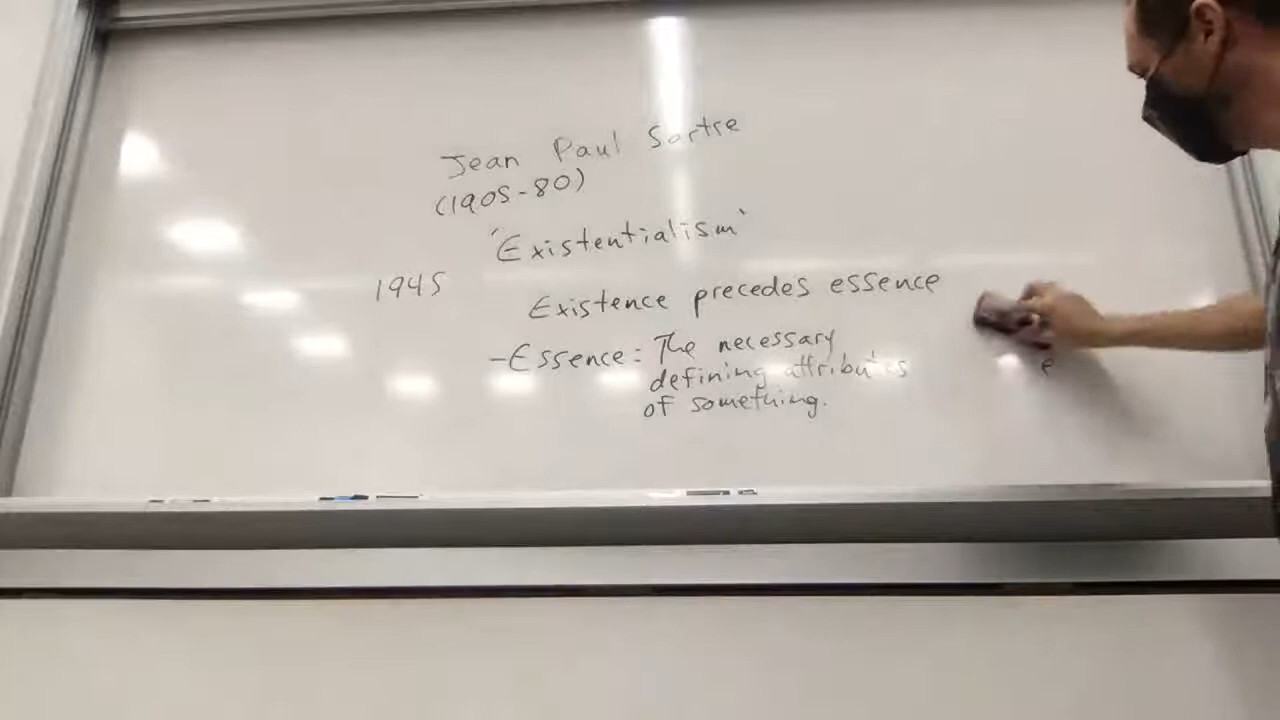 Jean Paul Sartre
(1905-80)
'Existentialism'
1945
Existence precedes essence
-Essence: The necessary
defining attributes
of something.
e